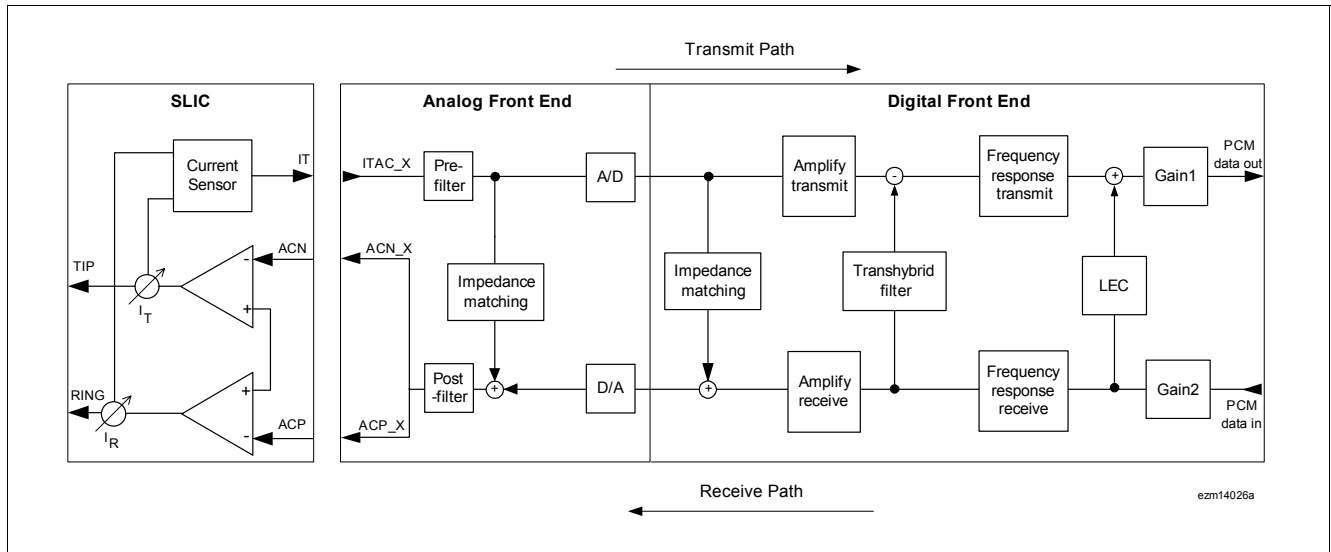 Transmit Path
SLIC
Analog Front End
Digital Front End
Current
Sensor
IT
ITAC_X
Pre-
filter
A/D
Amplify
transmit
-
Frequency
response
transmit
+
Gain1
PCM
data out
TIP
I_T
-
+
ACN
ACN_X
Impedance
matching
Impedance
matching
Transhybrid
filter
LEC
RING
I_R
+
-
ACP
ACP_X
Post
-filter
+
D/A
+
Amplify
receive
Frequency
response
receive
Gain2
PCM
data in
Receive Path
ezm14026a